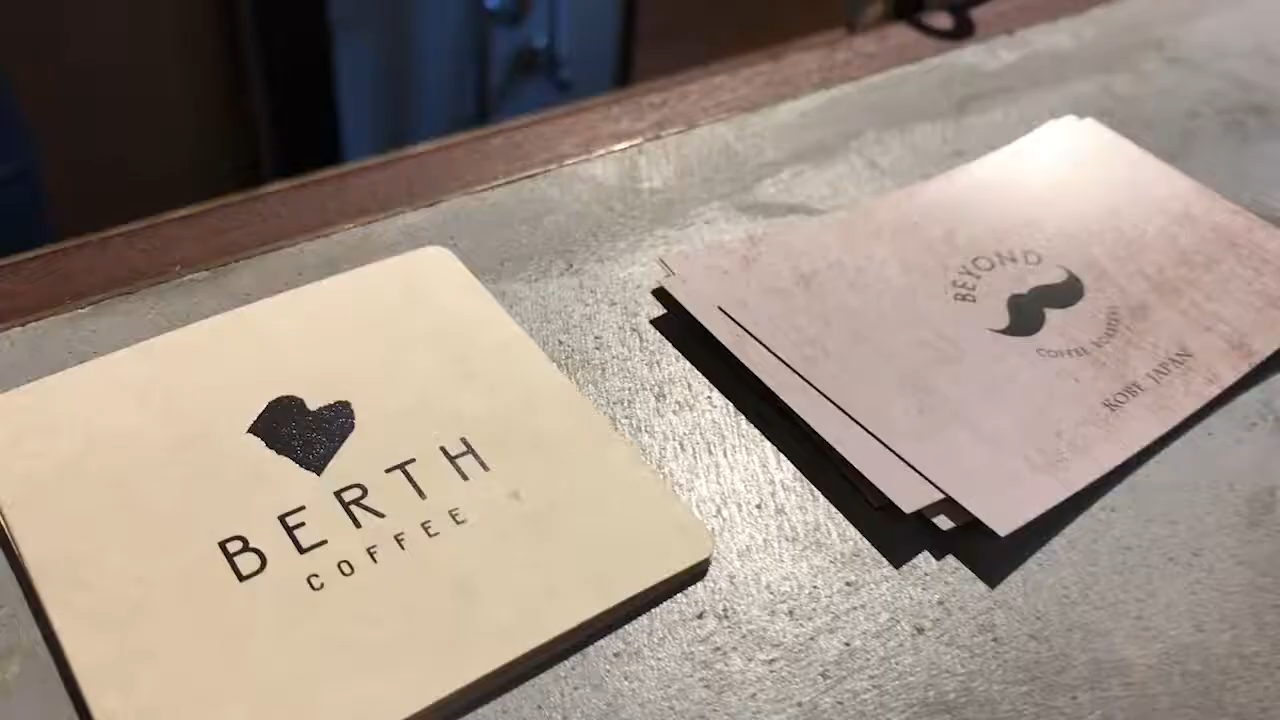 BERTH
COFFEE
BEYOND
COFFEE ROASTERS
KOBE JAPAN